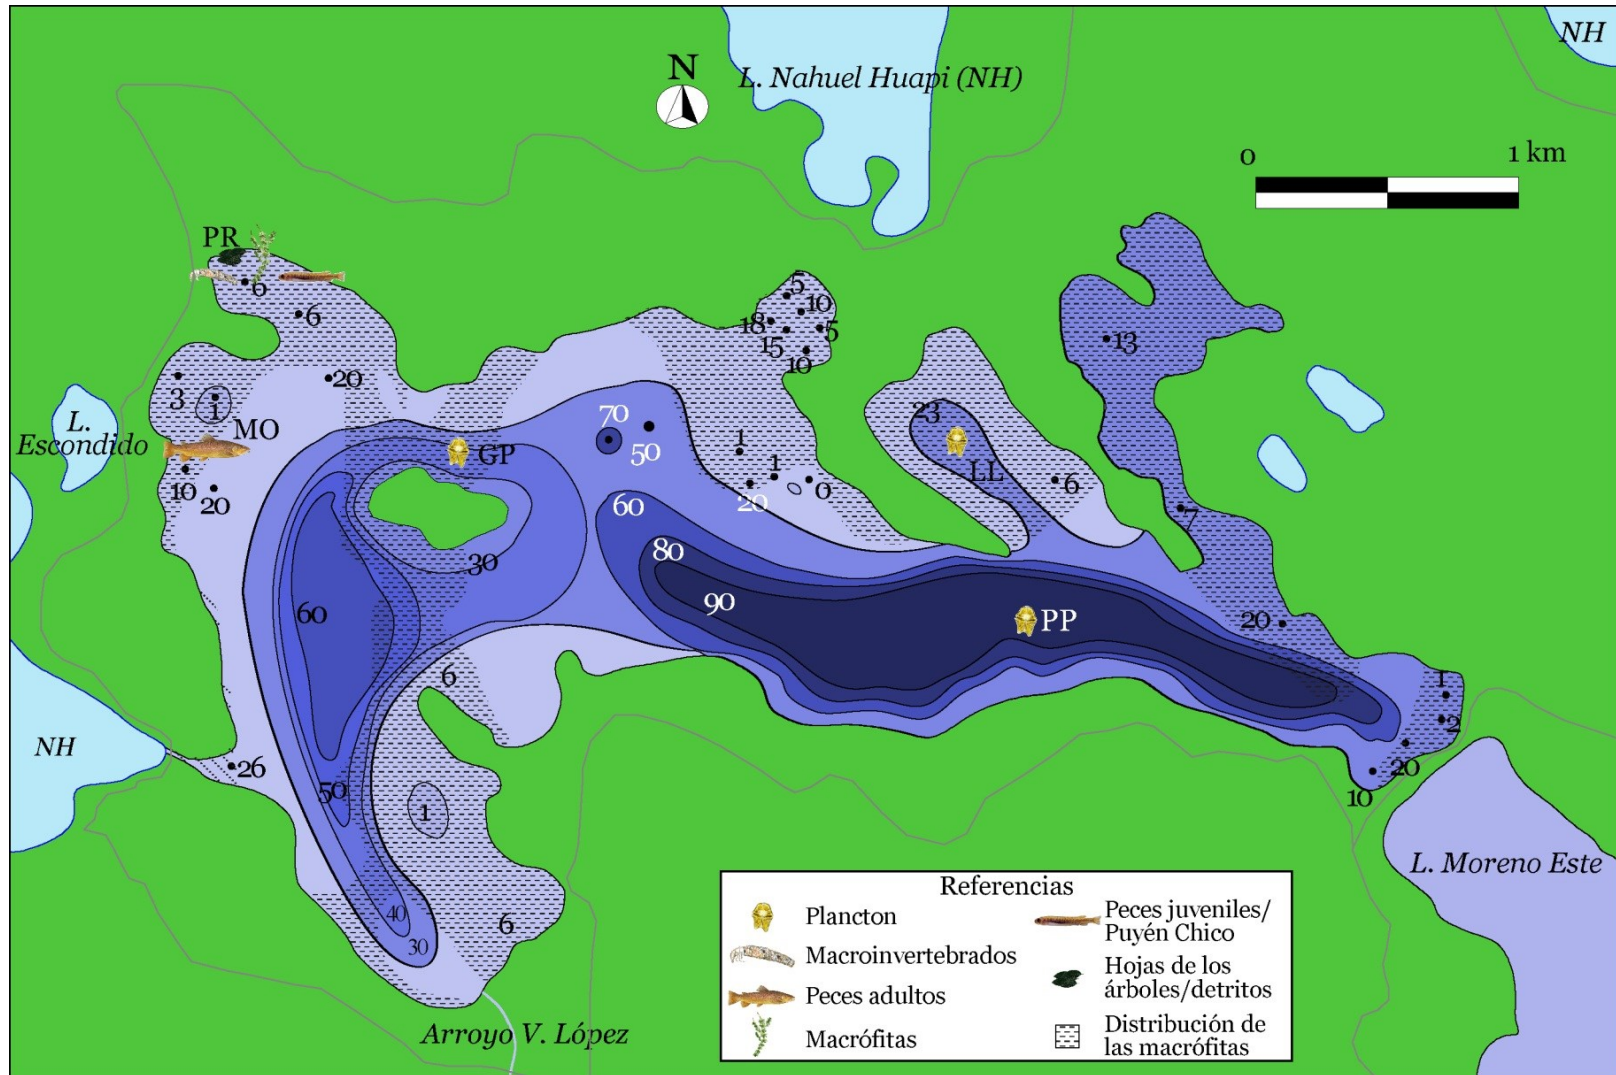 NH
L. Nahuel Huapi (NH)
N
0
1 km
PR
6
6
5
10
18
5
15
10
13
20
3
1
L.
Escondido
MO
70
50
23
GP
LL
1
1
10
20
20
0
6
7
60
30
80
90
60
PP
20
6
1
2
NH
26
50
20
10
1
L. Moreno Este
40
30
6
Arroyo V. López
Referencias
Plancton
Macroinvertebrados
Peces adultos
Macrófitas
Peces juveniles/
Puyén Chico
Hojas de los
árboles/detritos
Distribución de
las macrófitas